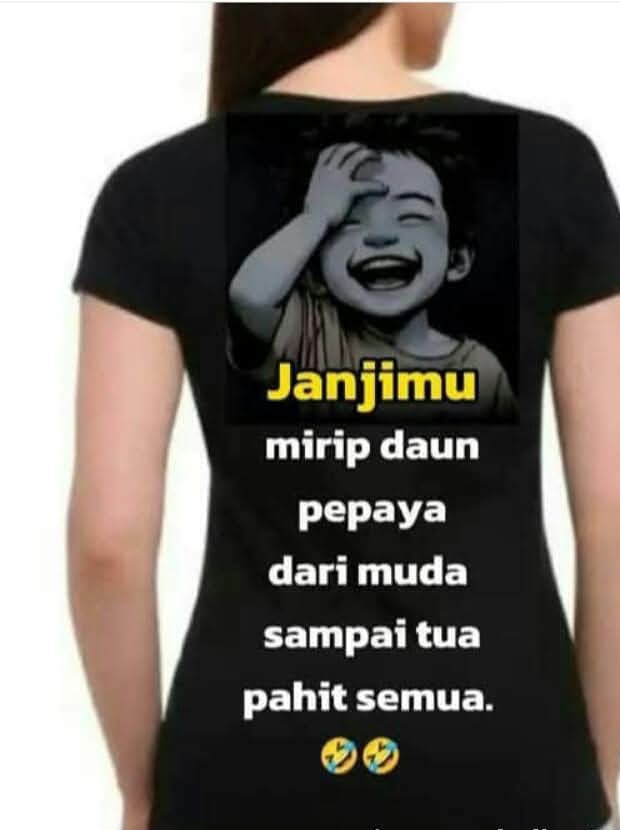 Janjimu
mirip daun
pepaya
dari muda
sampai tua
pahit semua.
🤣🤣